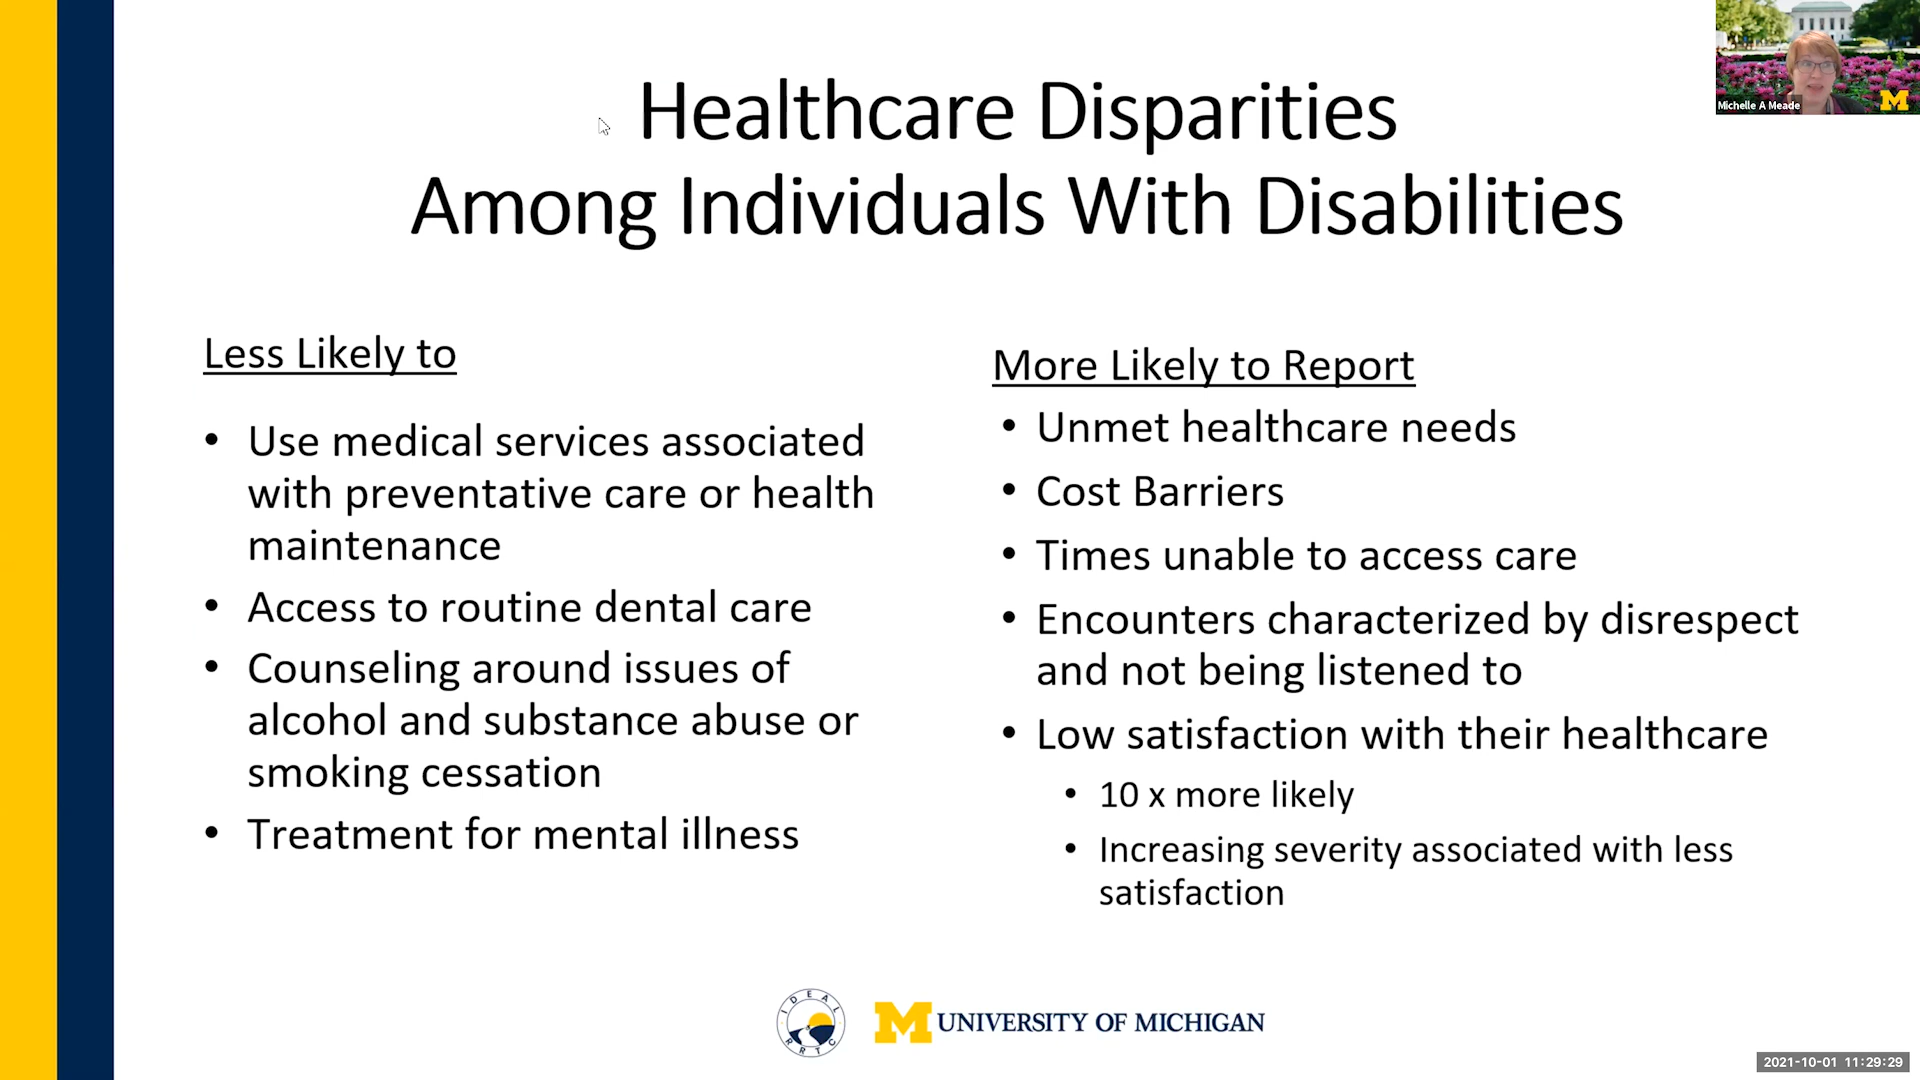 Healthcare Disparities
Among Individuals With Disabilities
Michelle A Meade
M
Less Likely to
• Use medical services associated
with preventative care or health
maintenance
• Access to routine dental care
• Counseling around issues of
alcohol and substance abuse or
smoking cessation
• Treatment for mental illness
More Likely to Report
• Unmet healthcare needs
• Cost Barriers
• Times unable to access care
• Encounters characterized by disrespect
and not being listened to
• Low satisfaction with their healthcare
• 10 x more likely
• Increasing severity associated with less
satisfaction
IDEAL
RRTC
M UNIVERSITY OF MICHIGAN
2021-10-01 11:29:29